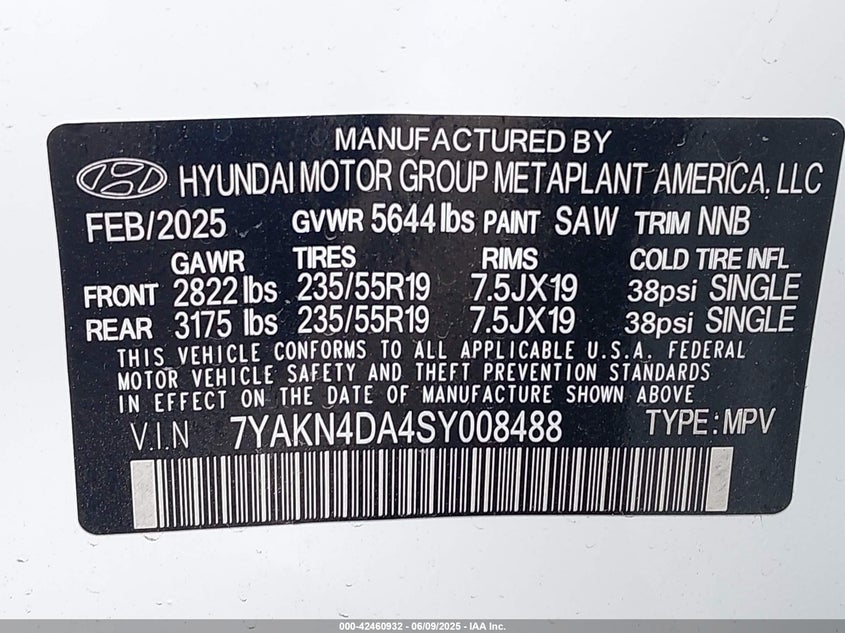 MANUFACTURED BY
HYUNDAI MOTOR GROUP METAPLANT AMERICA, LLC
FEB/2025 GVWR 5644 lbs PAINT SAW TRIM NNB
GAWR TIRES RIMS COLD TIRE INFL
FRONT 2822 lbs 235/55R19 7.5JX19 38psi SINGLE
REAR 3175 lbs 235/55R19 7.5JX19 38psi SINGLE
THIS VEHICLE CONFORMS TO ALL APPLICABLE U.S.A. FEDERAL
MOTOR VEHICLE SAFETY AND THEFT PREVENTION STANDARDS
IN EFFECT ON THE DATE OF MANUFACTURE SHOWN ABOVE
V.I.N 7YAKN4DA4SY008488 TYPE : MPV
000-42460932 - 06/09/2025 - IAA Inc.